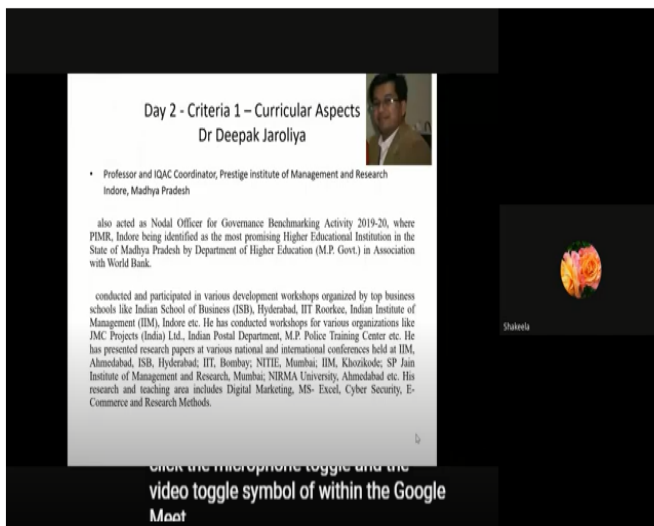 Day 2 - Criteria 1 – Curricular Aspects
Dr Deepak Jaroliya
• Professor and IQAC Coordinator, Prestige institute of Management and Research
Indore, Madhya Pradesh
also acted as Nodal Officer for Governance Benchmarking Activity 2019-20, where
PIMR, Indore being identified as the most promising Higher Educational Institution in the
State of Madhya Pradesh by Department of Higher Education (M.P. Govt.) in Association
with World Bank.
conducted and participated in various development workshops organized by top business
schools like Indian School of Business (ISB), Hyderabad, IIT Roorkee, Indian Institute of
Management (IIM), Indore etc. He has conducted workshops for various organizations like
JMC Projects (India) Ltd., Indian Postal Department, M.P. Police Training Center etc. He
has presented research papers at various national and international conferences held at IIM,
Ahmedabad, ISB, Hyderabad; IIT, Bombay; NITIE, Mumbai; IIM, Khozikode; SP Jain
Institute of Management and Research, Mumbai; NIRMA University, Ahmedabad etc. His
research and teaching area includes Digital Marketing, MS- Excel, Cyber Security, E-
Commerce and Research Methods.
Shakeela
click the microphone toggle and the
video toggle symbol of within the Google
Meet